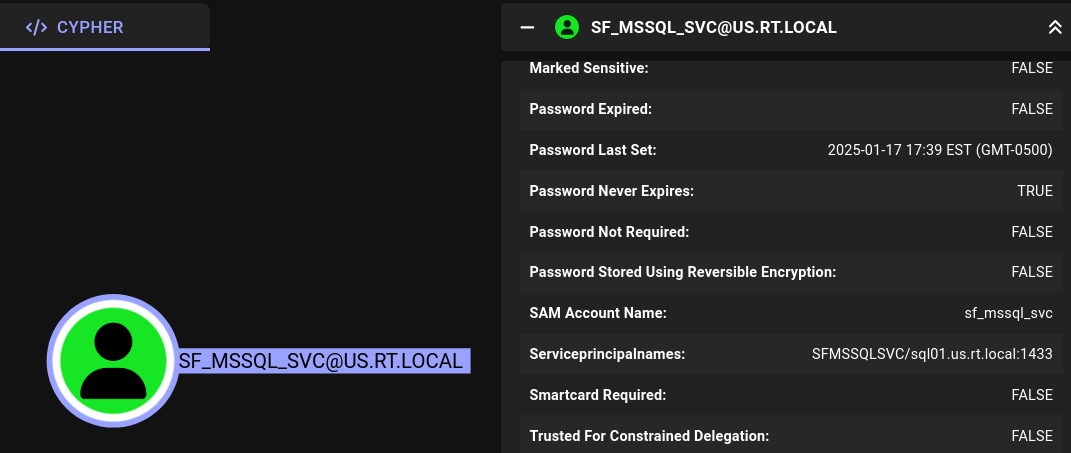 </> CYPHER
SF_MSSQL_SVC@US.RT.LOCAL
Marked Sensitive: FALSE
Password Expired: FALSE
Password Last Set: 2025-01-17 17:39 EST (GMT-0500)
Password Never Expires: TRUE
Password Not Required: FALSE
Password Stored Using Reversible Encryption: FALSE
SAM Account Name: sf_mssql_svc
Serviceprincipalnames: SFMSSQLSVC/sql01.us.rt.local:1433
Smartcard Required: FALSE
Trusted For Constrained Delegation: FALSE
SF_MSSQL_SVC@US.RT.LOCAL